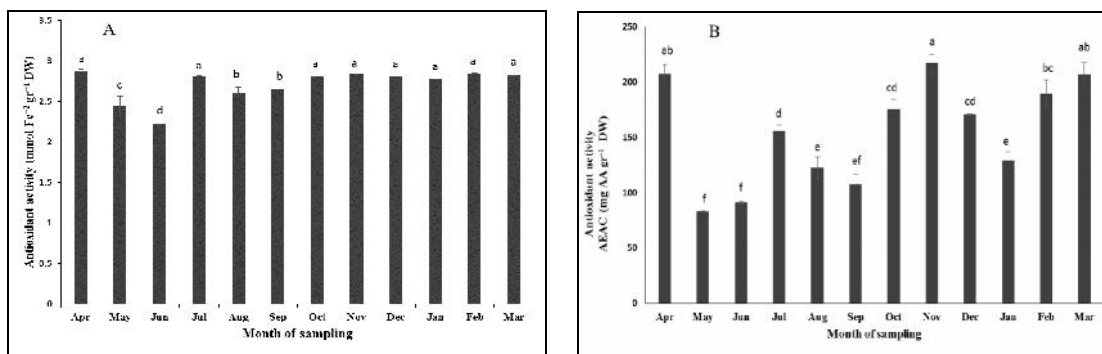 A
Antioxidant activity (mmol Fe⁻² gr⁻¹ DW)
3.5
3
2.5
2
1.5
1
0.5
0
a c d a b b a a a a a a
Apr May Jun Jul Aug Sep Oct Nov Dec Jan Feb Mar
Month of sampling
B
Antioxidant activity
AEAC (mg AA gr⁻¹ DW)
250
200
150
100
50
0
ab f f d e ef cd a cd e bc ab
Apr May Jun Jul Aug Sep Oct Nov Dec Jan Feb Mar
Month of sampling